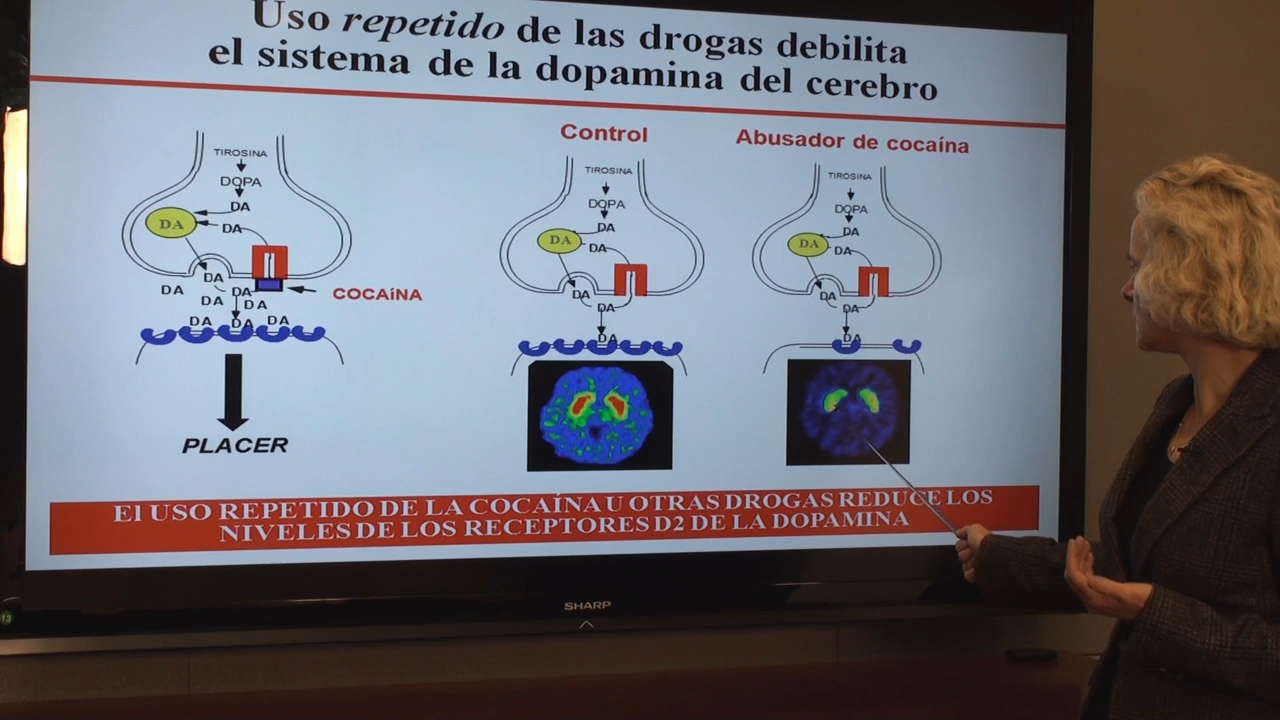 Uso repetido de las drogas debilita
el sistema de la dopamina del cerebro
TIROSINA
DOPA
DA
DA
DA
DA
DA
DA
DA
DA
DA
DA
DA
COCAíNA
PLACER
Control
TIROSINA
DOPA
DA
DA
DA
DA
DA
DA
Abusador de cocaína
TIROSINA
DOPA
DA
DA
DA
DA
DA
DA
El USO REPETIDO DE LA COCAÍNA U OTRAS DROGAS REDUCE LOS
NIVELES DE LOS RECEPTORES D2 DE LA DOPAMINA
SHARP
13